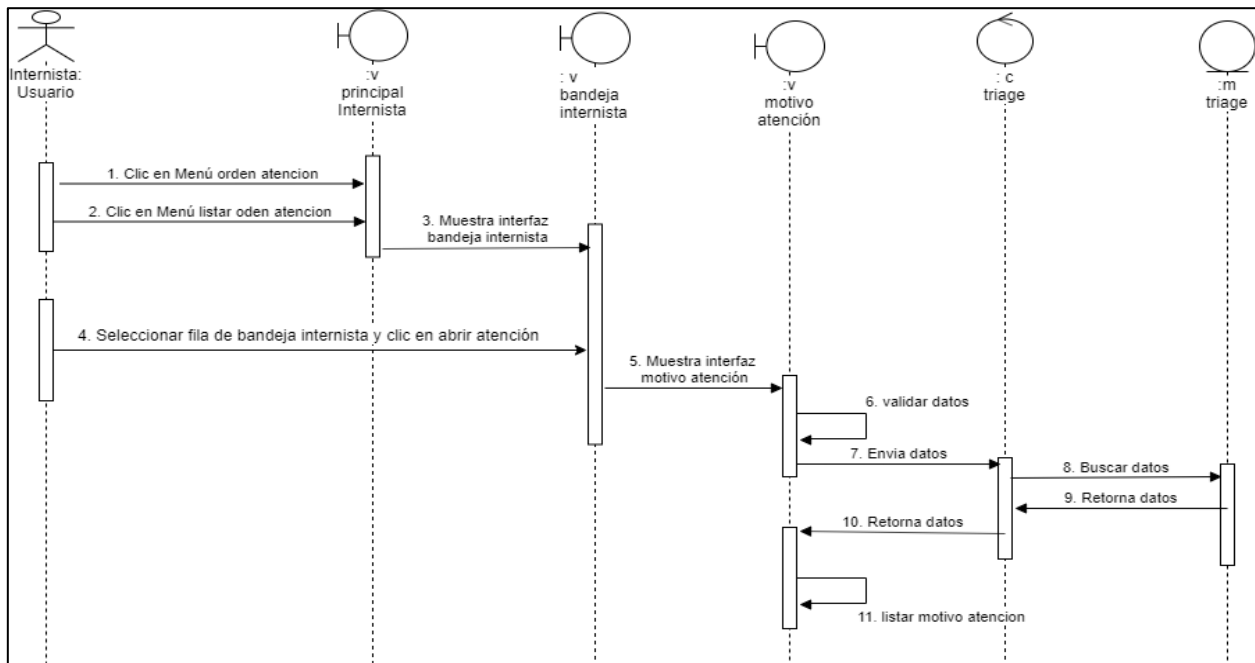 Internista:
Usuario
:v
principal
Internista
: v
bandeja
internista
:v
motivo
atención
: c
triage
:m
triage
1. Clic en Menú orden atencion
2. Clic en Menú listar oden atencion
3. Muestra interfaz
bandeja internista
4. Seleccionar fila de bandeja internista y clic en abrir atención
5. Muestra interfaz
motivo atención
6. validar datos
7. Envia datos
8. Buscar datos
9. Retorna datos
10. Retorna datos
11. listar motivo atencion